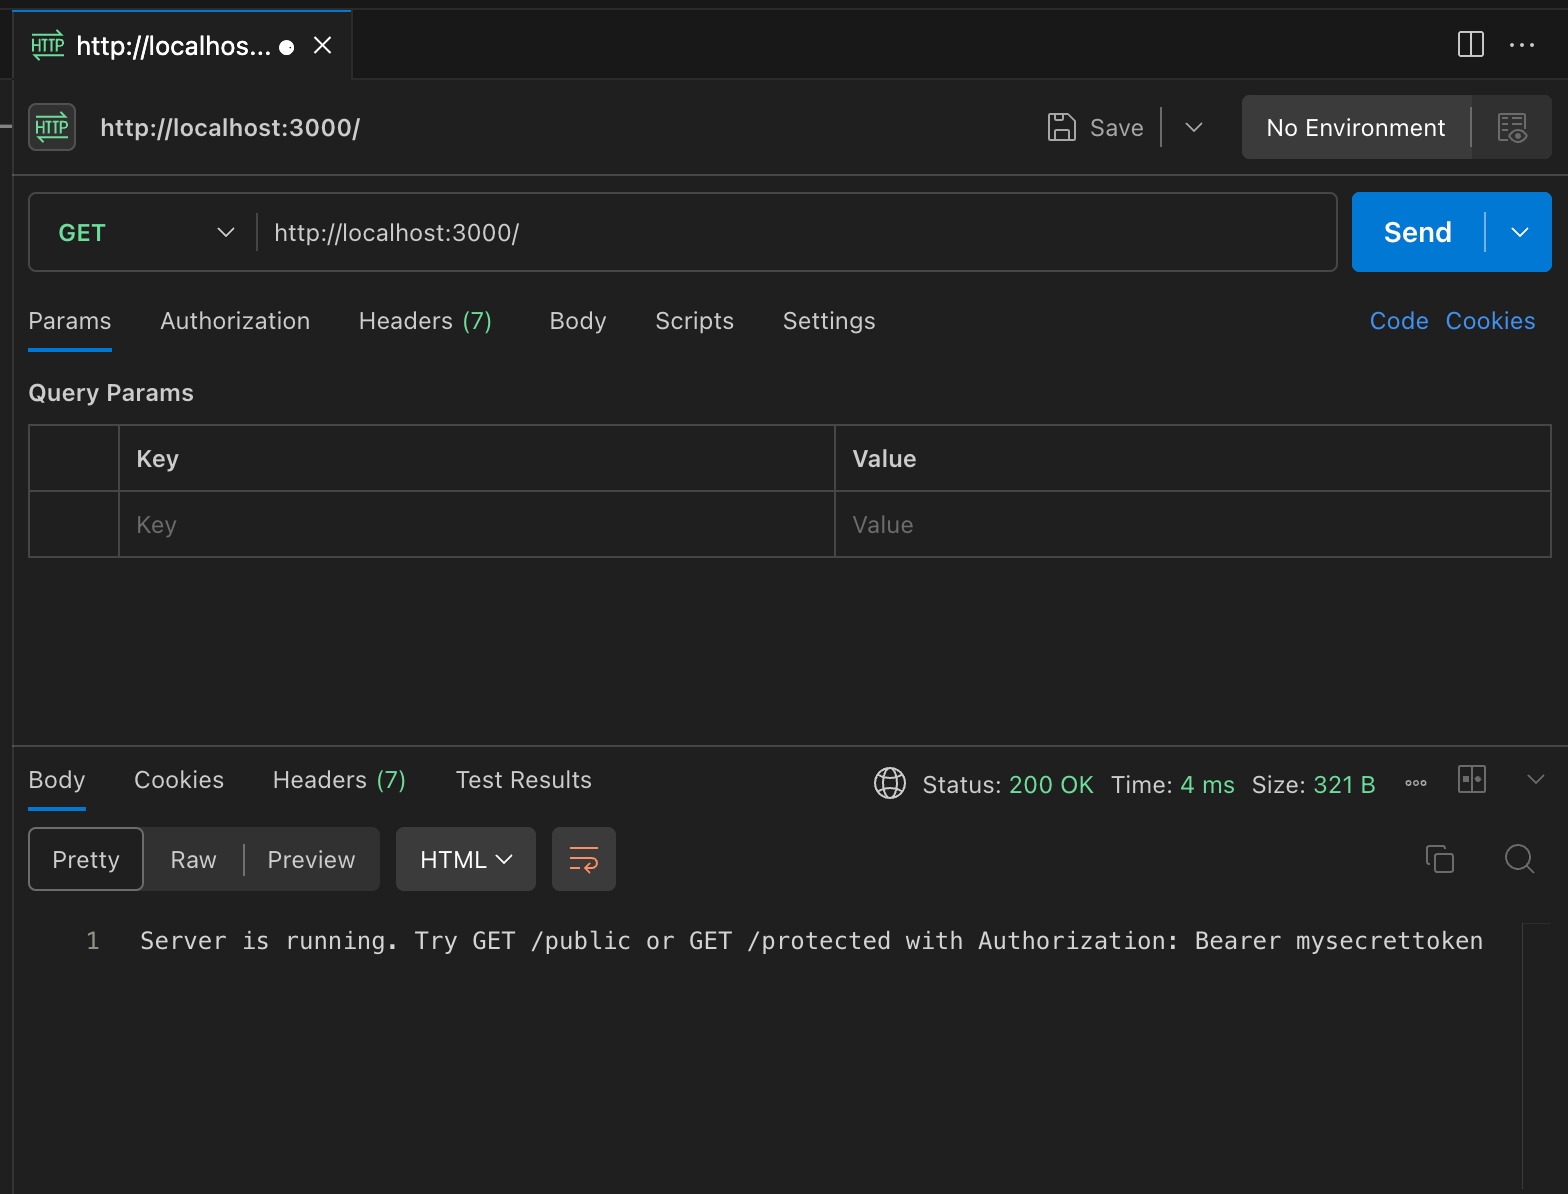 HTTP http://localhos...
HTTP http://localhost:3000/ Save No Environment
GET http://localhost:3000/ Send
Params Authorization Headers (7) Body Scripts Settings Code Cookies
Query Params
Key Value
Key Value
Body Cookies Headers (7) Test Results Status: 200 OK Time: 4 ms Size: 321 B
Pretty Raw Preview HTML
1 Server is running. Try GET /public or GET /protected with Authorization: Bearer mysecrettoken